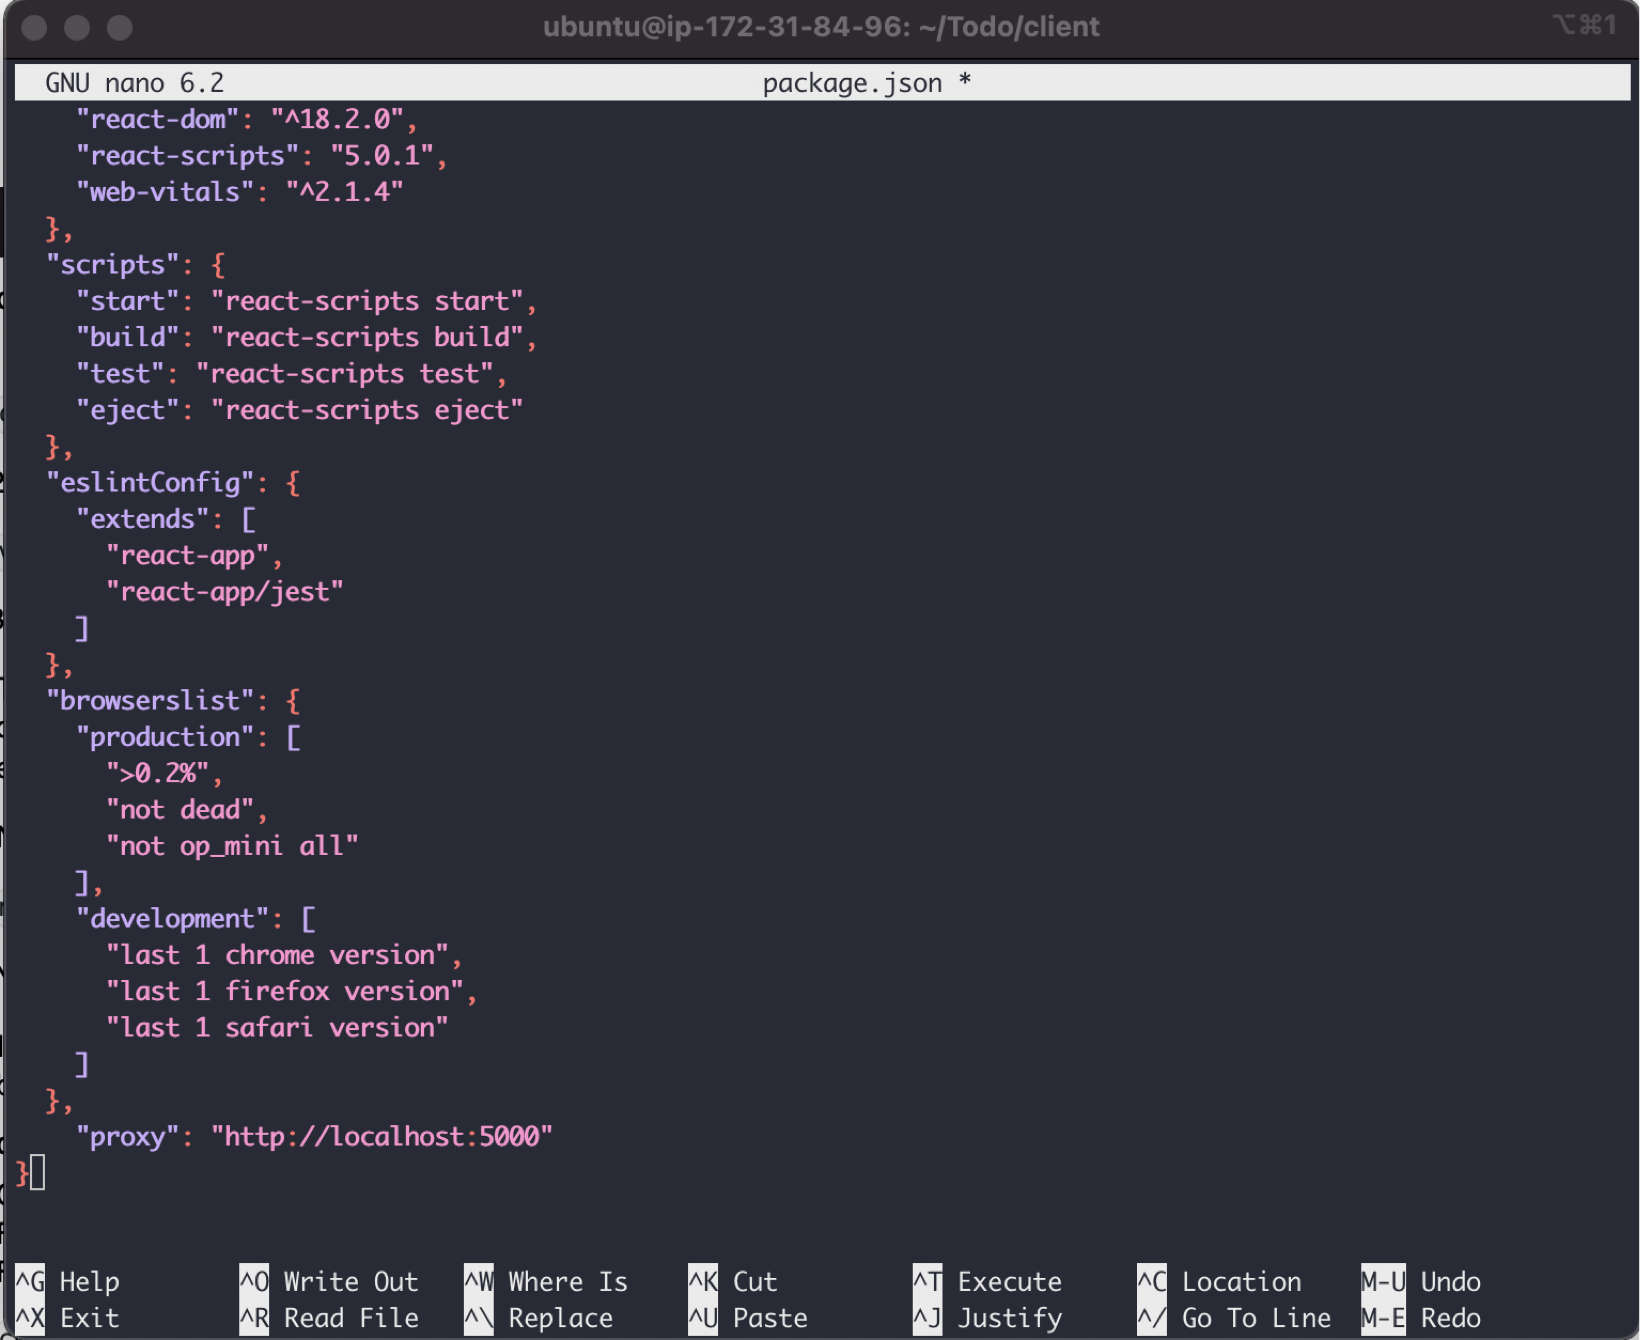 ubuntu@ip-172-31-84-96: ~/Todo/client
⌥⌘1
GNU nano 6.2 package.json *
"react-dom": "^18.2.0",
"react-scripts": "5.0.1",
"web-vitals": "^2.1.4"
},
"scripts": {
"start": "react-scripts start",
"build": "react-scripts build",
"test": "react-scripts test",
"eject": "react-scripts eject"
},
"eslintConfig": {
"extends": [
"react-app",
"react-app/jest"
]
},
"browserslist": {
"production": [
">0.2%",
"not dead",
"not op_mini all"
],
"development": [
"last 1 chrome version",
"last 1 firefox version",
"last 1 safari version"
]
},
"proxy": "http://localhost:5000"
}
^G Help ^O Write Out ^W Where Is ^K Cut ^T Execute ^C Location M-U Undo
^X Exit ^R Read File ^\ Replace ^U Paste ^J Justify ^/ Go To Line M-E Redo